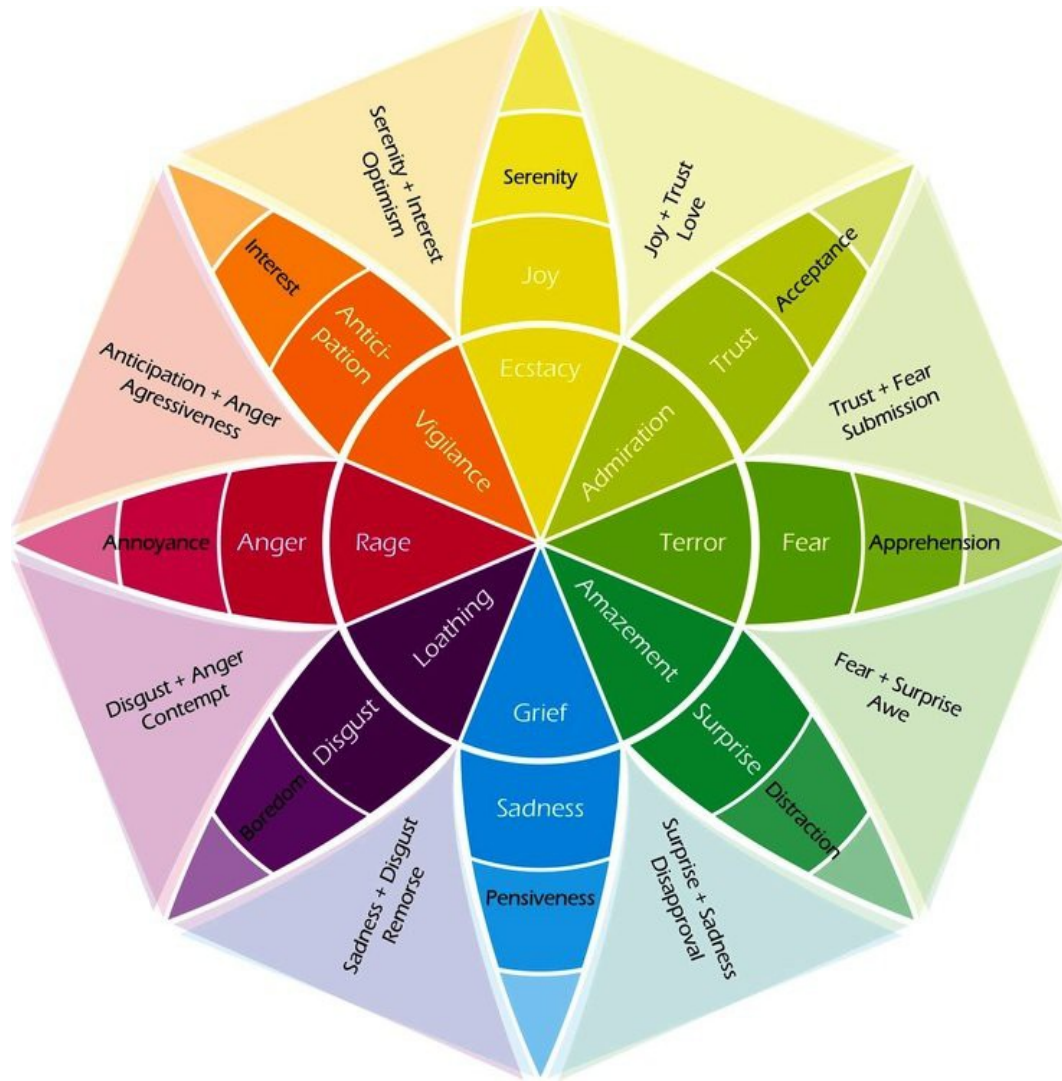 Serenity + Interest
Optimism
Serenity
Joy
Ecstacy
Joy + Trust
Love
Acceptance
Trust
Admiration
Trust + Fear
Submission
Terror
Fear
Apprehension
Fear + Surprise
Awe
Amazement
Surprise
Distraction
Surprise + Sadness
Disapproval
Grief
Sadness
Pensiveness
Sadness + Disgust
Remorse
Loathing
Disgust
Boredom
Disgust + Anger
Contempt
Annoyance
Anger
Rage
Anticipation + Anger
Agressiveness
Interest
Antici-
pation
Vigilance